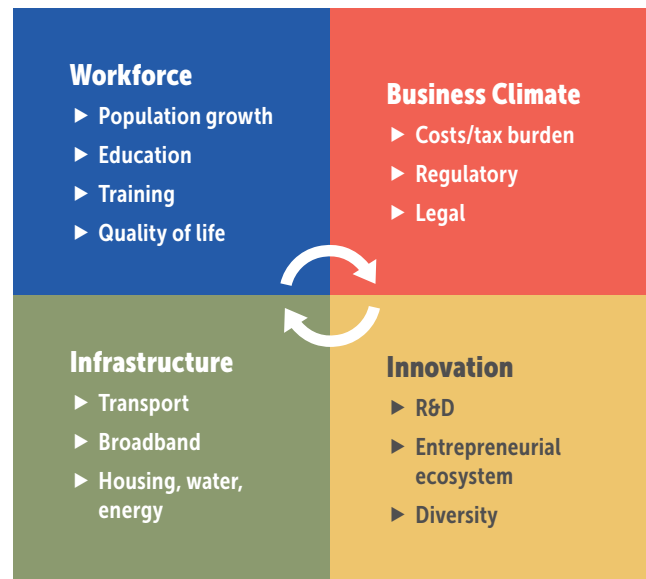 Workforce
▶ Population growth
▶ Education
▶ Training
▶ Quality of life
Business Climate
▶ Costs/tax burden
▶ Regulatory
▶ Legal
Infrastructure
▶ Transport
▶ Broadband
▶ Housing, water,
energy
Innovation
▶ R&D
▶ Entrepreneurial
ecosystem
▶ Diversity